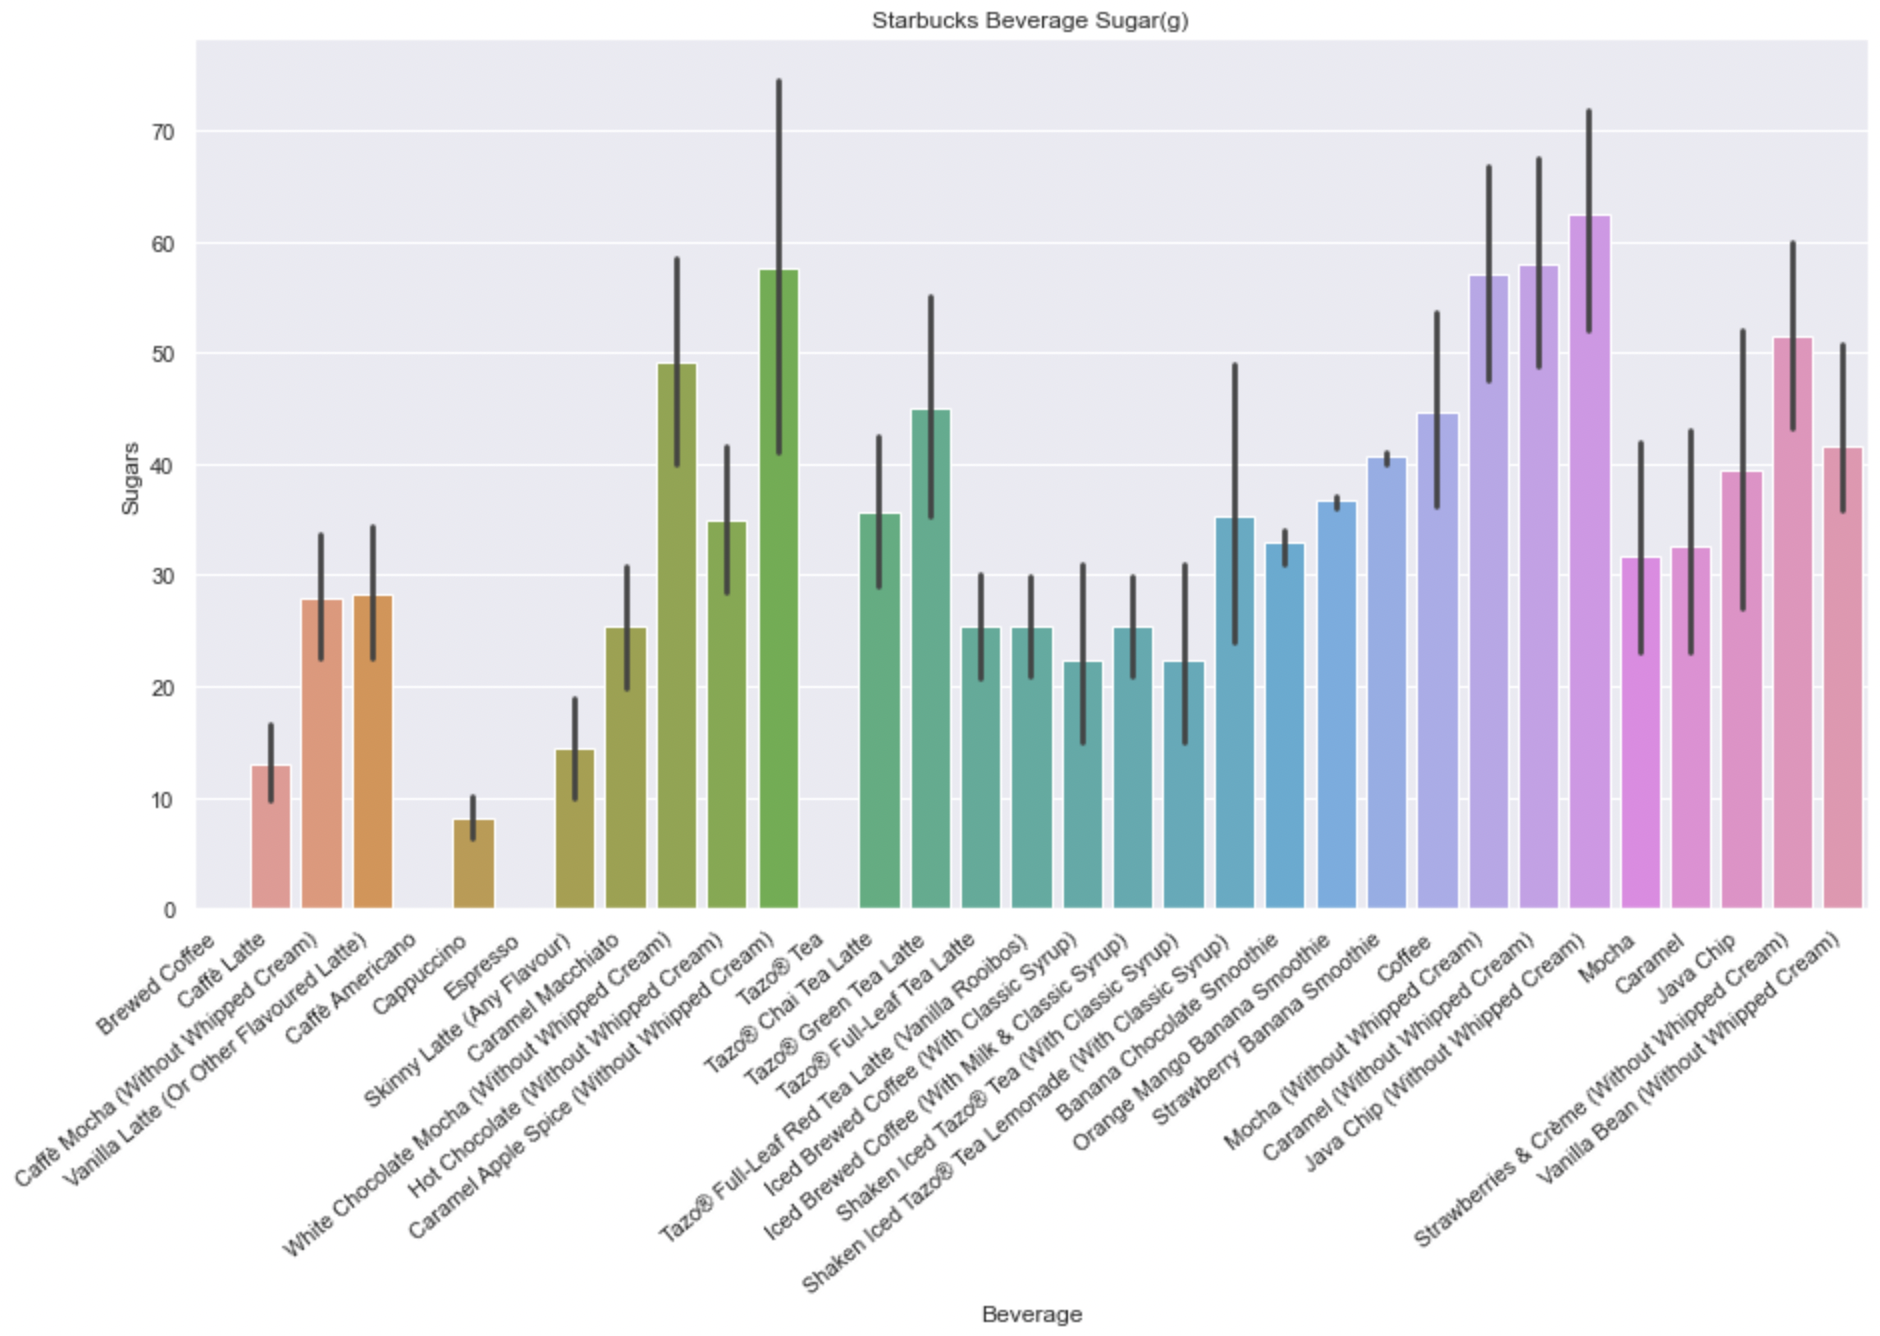 Starbucks Beverage Sugar(g)
Sugars
70
60
50
40
30
20
10
0
Brewed Coffee
Caffè Latte
Caffè Mocha (Without Whipped Cream)
Vanilla Latte (Or Other Flavoured Latte)
Caffè Americano
Cappuccino
Espresso
Skinny Latte (Any Flavour)
Caramel Macchiato
White Chocolate Mocha (Without Whipped Cream)
Hot Chocolate (Without Whipped Cream)
Caramel Apple Spice (Without Whipped Cream)
Tazo® Tea
Tazo® Chai Tea Latte
Tazo® Green Tea Latte
Tazo® Full-Leaf Tea Latte
Tazo® Full-Leaf Red Tea Latte (Vanilla Rooibos)
Iced Brewed Coffee (With Classic Syrup)
Iced Brewed Coffee (With Milk & Classic Syrup)
Shaken Iced Tazo® Tea (With Classic Syrup)
Shaken Iced Tazo® Tea Lemonade (With Classic Syrup)
Banana Chocolate Smoothie
Orange Mango Banana Smoothie
Strawberry Banana Smoothie
Coffee
Mocha (Without Whipped Cream)
Caramel (Without Whipped Cream)
Java Chip (Without Whipped Cream)
Mocha
Caramel
Java Chip
Strawberries & Crème (Without Whipped Cream)
Vanilla Bean (Without Whipped Cream)
Beverage